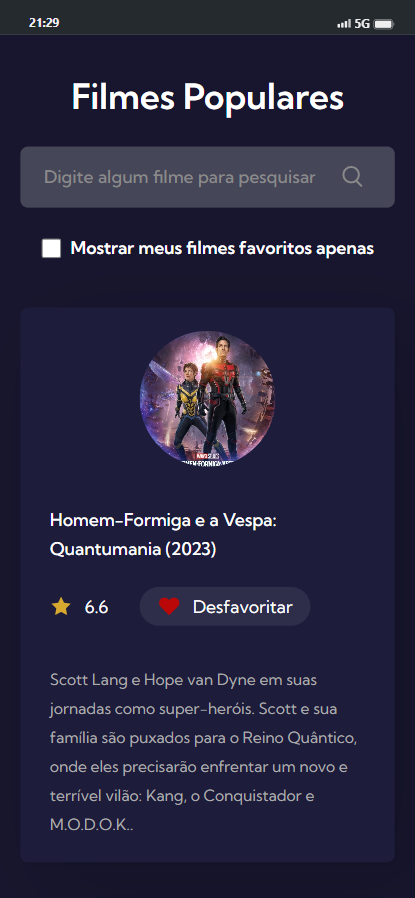 21:29 5G
Filmes Populares
Digite algum filme para pesquisar
Mostrar meus filmes favoritos apenas
Homem-Formiga e a Vespa:
Quantumania (2023)
6.6 Desfavoritar
Scott Lang e Hope van Dyne em suas
jornadas como super-heróis. Scott e sua
família são puxados para o Reino Quântico,
onde eles precisarão enfrentar um novo e
terrível vilão: Kang, o Conquistador e
M.O.D.O.K..